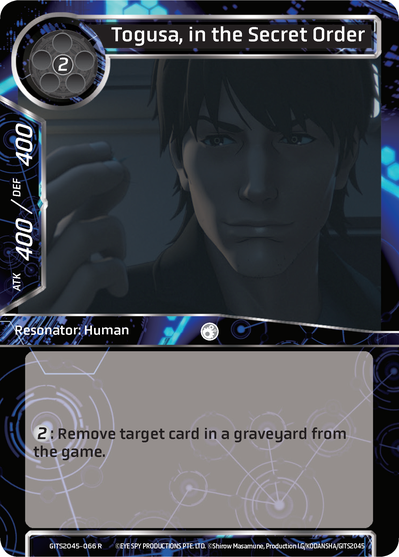 Togusa, in the Secret Order
2
ATK 400 / DEF 400
Resonator: Human
2 : Remove target card in a graveyard from
the game.
GITS2045-066 R ©EYE SPY PRODUCTIONS PTE. LTD. ©Shirow Masamune, Production I.G/KODANSHA/GITS2045